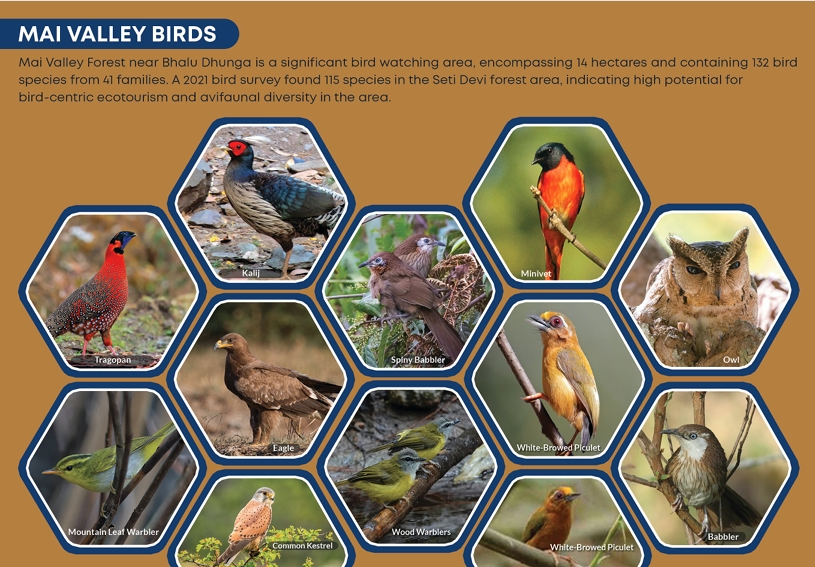 MAI VALLEY BIRDS
Mai Valley Forest near Bhalu Dhunga is a significant bird watching area, encompassing 14 hectares and containing 132 bird
species from 41 families. A 2021 bird survey found 115 species in the Seti Devi forest area, indicating high potential for
bird-centric ecotourism and avifaunal diversity in the area.
Kalij
Minivet
Tragopan
Spiny Babbler
Owl
Eagle
White-Browed Piculet
Mountain Leaf Warbler
Wood Warblers
Babbler
Common Kestrel
White-Browed Piculet